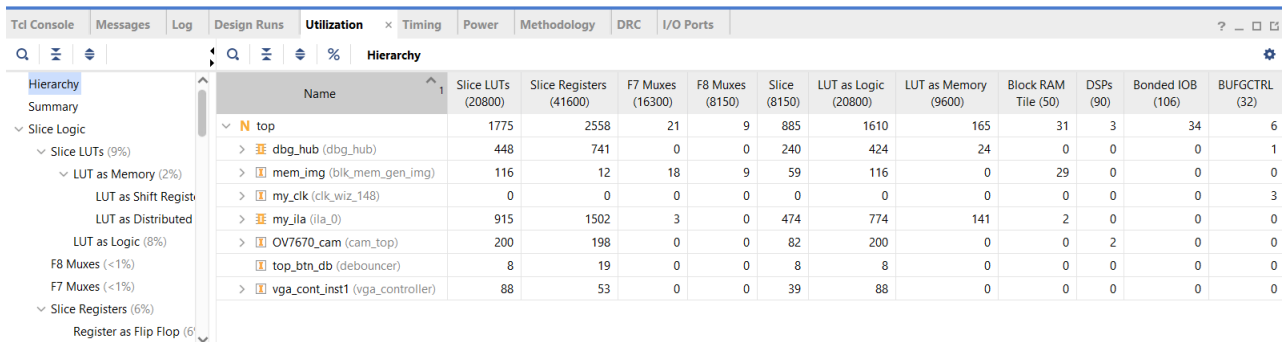 Tcl Console Messages Log Design Runs Utilization × Timing Power Methodology DRC I/O Ports ?
% Hierarchy
Hierarchy
Summary
Slice Logic
Slice LUTs (9%)
LUT as Memory (2%)
LUT as Shift Registe
LUT as Distributed
LUT as Logic (8%)
F8 Muxes (<1%)
F7 Muxes (<1%)
Slice Registers (6%)
Register as Flip Flop (6%
Name 1 Slice LUTs (20800) Slice Registers (41600) F7 Muxes (16300) F8 Muxes (8150) Slice (8150) LUT as Logic (20800) LUT as Memory (9600) Block RAM Tile (50) DSPs (90) Bonded IOB (106) BUFGCTRL (32)
N top 1775 2558 21 9 885 1610 165 31 3 34 6
dbg_hub (dbg_hub) 448 741 0 0 240 424 24 0 0 0 1
I mem_img (blk_mem_gen_img) 116 12 18 9 59 116 0 29 0 0 0
I my_clk (clk_wiz_148) 0 0 0 0 0 0 0 0 0 0 3
my_ila (ila_0) 915 1502 3 0 474 774 141 2 0 0 0
I OV7670_cam (cam_top) 200 198 0 0 82 200 0 0 2 0 0
I top_btn_db (debouncer) 8 19 0 0 8 8 0 0 0 0 0
I vga_cont_inst1 (vga_controller) 88 53 0 0 39 88 0 0 0 0 0